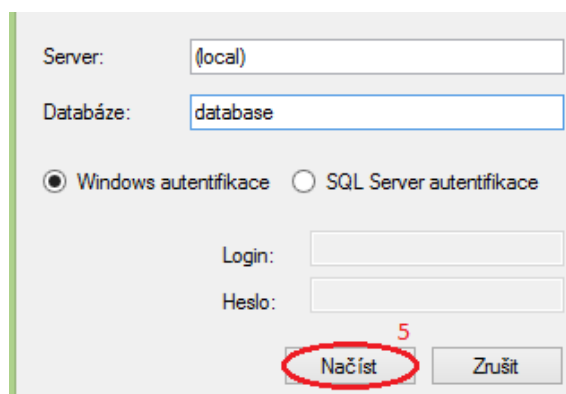 Server: (local)
Databáze: database
Windows autentifikace SQL Server autentifikace
Login:
Heslo:
5
Načíst Zrušit